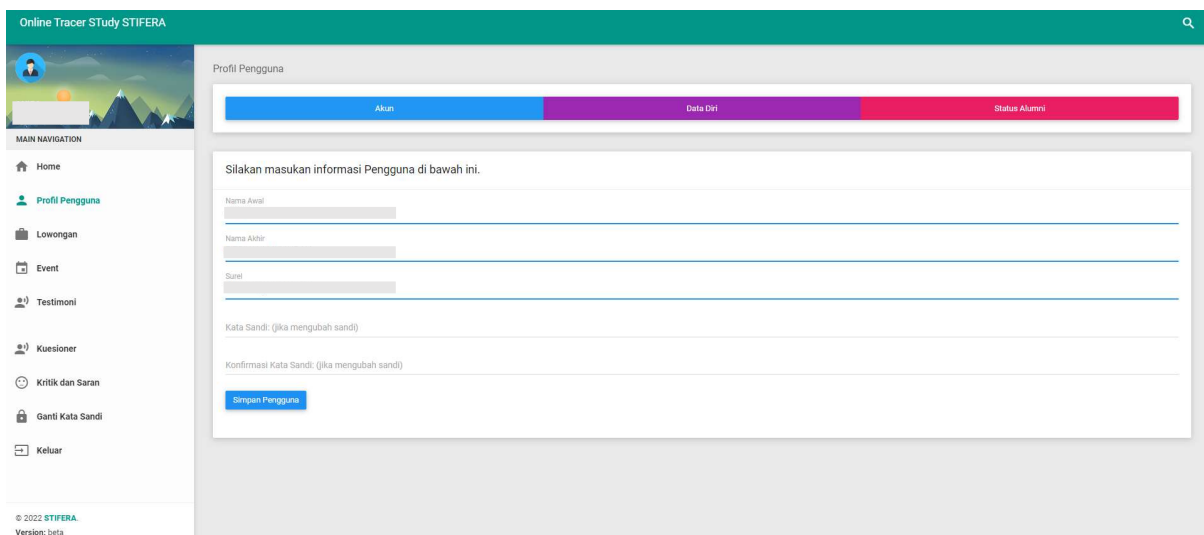 Online Tracer STudy STIFERA
MAIN NAVIGATION
Home
Profil Pengguna
Lowongan
Event
Testimoni
Kuesioner
Kritik dan Saran
Ganti Kata Sandi
Keluar
© 2022 STIFERA.
Version: beta
Profil Pengguna
Akun
Data Diri
Status Alumni
Silakan masukan informasi Pengguna di bawah ini.
Nama Awal
Nama Akhir
Surel
Kata Sandi: (jika mengubah sandi)
Konfirmasi Kata Sandi: (jika mengubah sandi)
Simpan Pengguna